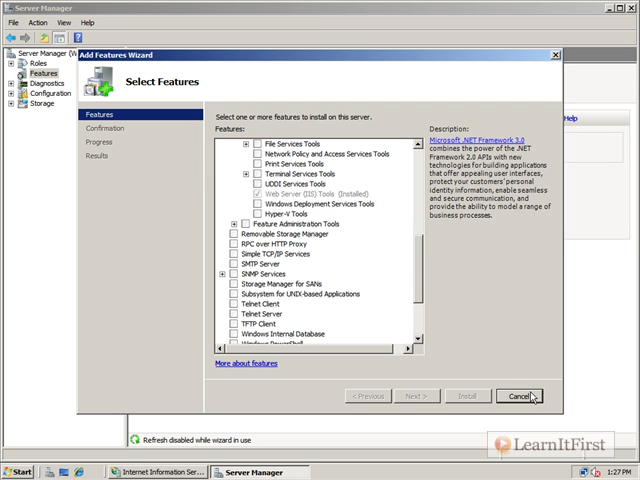 Server Manager
File Action View Help
Server Manager (W
Roles
Features
Diagnostics
Configuration
Storage
Help
Refresh disabled while wizard in use
Add Features Wizard
Select Features
Features
Confirmation
Progress
Results
Select one or more features to install on this server.
Features:
File Services Tools
Network Policy and Access Services Tools
Print Services Tools
Terminal Services Tools
UDDI Services Tools
Web Server (IIS) Tools (Installed)
Windows Deployment Services Tools
Hyper-V Tools
Feature Administration Tools
Removable Storage Manager
RPC over HTTP Proxy
Simple TCP/IP Services
SMTP Server
SNMP Services
Storage Manager for SANs
Subsystem for UNIX-based Applications
Telnet Client
Telnet Server
TFTP Client
Windows Internal Database
Windows PowerShell
More about features
Description:
Microsoft .NET Framework 3.0
combines the power of the .NET
Framework 2.0 APIs with new
technologies for building applications
that offer appealing user interfaces,
protect your customers' personal
identity information, enable seamless
and secure communication, and
provide the ability to model a range of
business processes.
< Previous
Next >
Install
Cancel
LearnItFirst
Start
Internet Information Ser...
Server Manager
1:27 PM